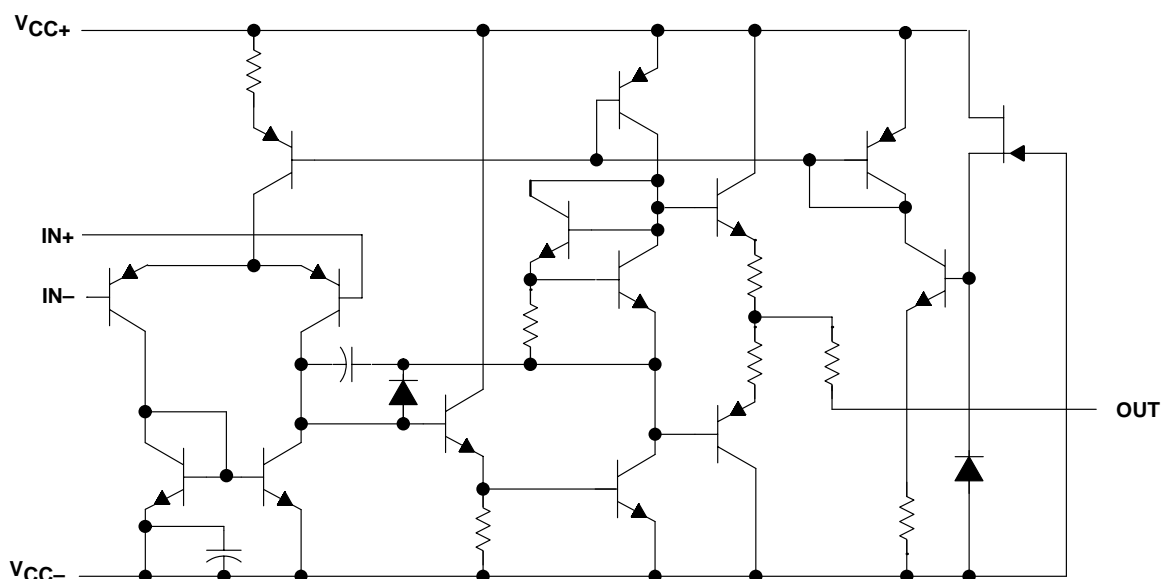 VCC+
IN+
IN−
OUT
VCC−